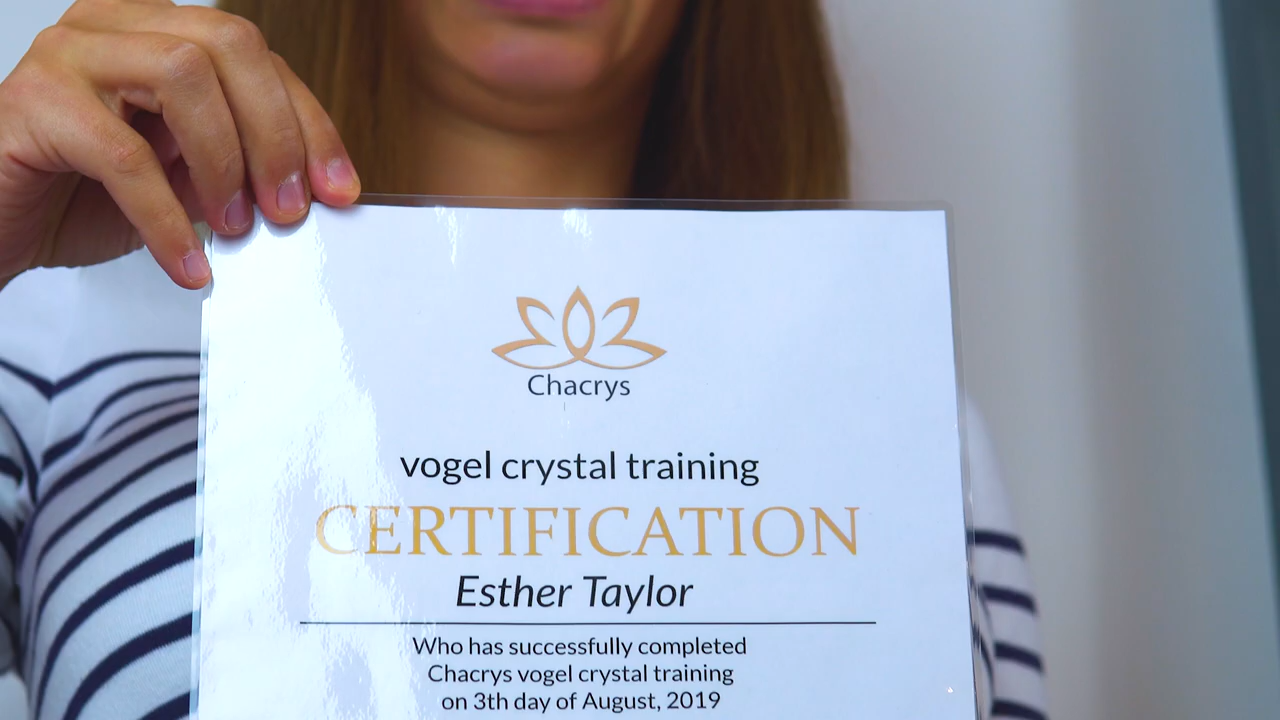 Chacrys
vogel crystal training
CERTIFICATION
Esther Taylor
Who has successfully completed
Chacrys vogel crystal training
on 3th day of August, 2019